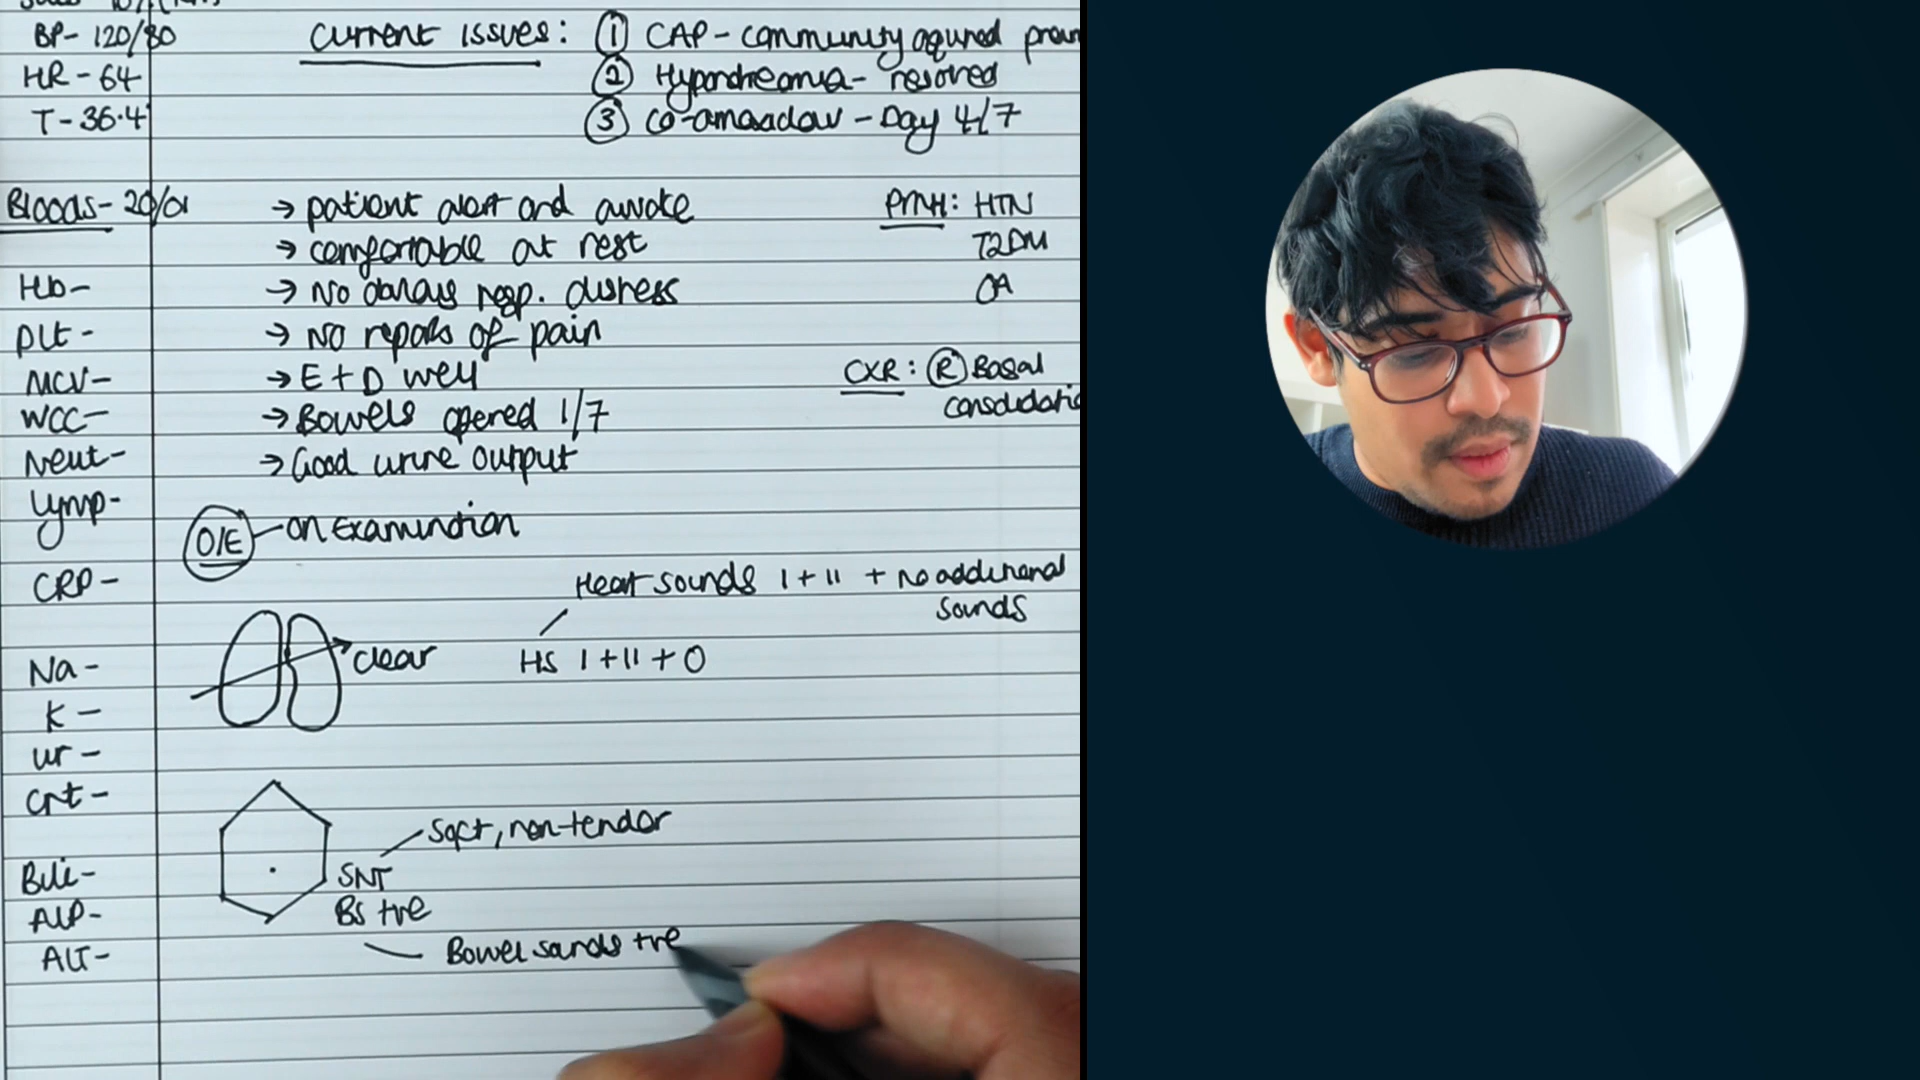 BP- 120/80
HR - 64
T - 36.4
Current issues: ① CAP - community aqured
② Hyponatreamia - resolved
③ Co-amoxiclav - Day 4/7
Bloods - 20/01
Hb-
PLt -
MCV-
WCC-
Neut-
Lymp-
CRP-
Na-
K -
ur -
Crt -
Bili-
ALP-
ALT-
→ patient alert and awake
→ comfortable at rest
→ No obvious resp. distress
→ No reports of pain
→ E + D well
→ Bowels opened 1/7
→ Good urine output
PMH: HTN
T2DM
OA
CXR: Ⓡ Basal
consolidatio
O/E - on Examination
clear
Heart sounds I + II + no additional
sounds
HS I + II + O
Soft, non-tender
SNT
BS +ve
Bowel sounds +ve